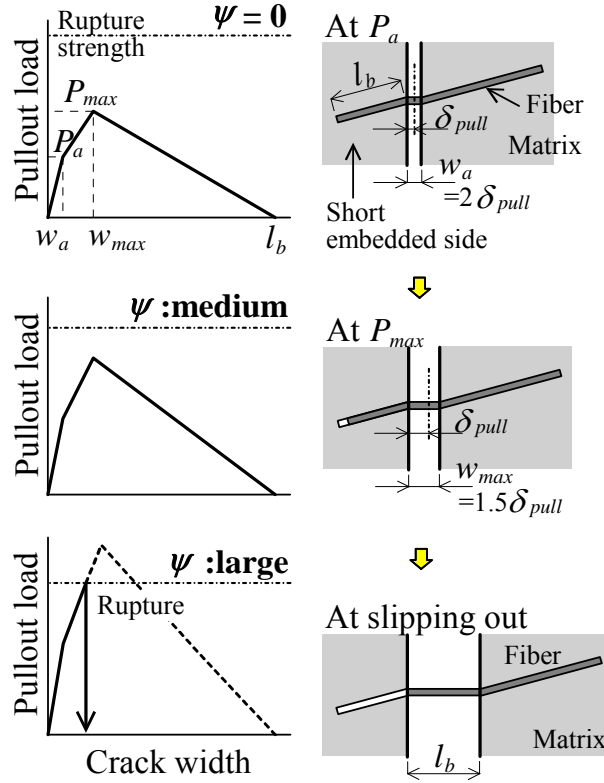 Rupture
strength
ψ = 0
Pullout load
P_max
P_a
w_a
w_max
l_b
At P_a
l_b
δ_pull
Fiber
Matrix
w_a
=2δ_pull
Short
embedded side
ψ :medium
Pullout load
At P_max
δ_pull
w_max
=1.5δ_pull
ψ :large
Pullout load
Rupture
Crack width
At slipping out
Fiber
l_b
Matrix